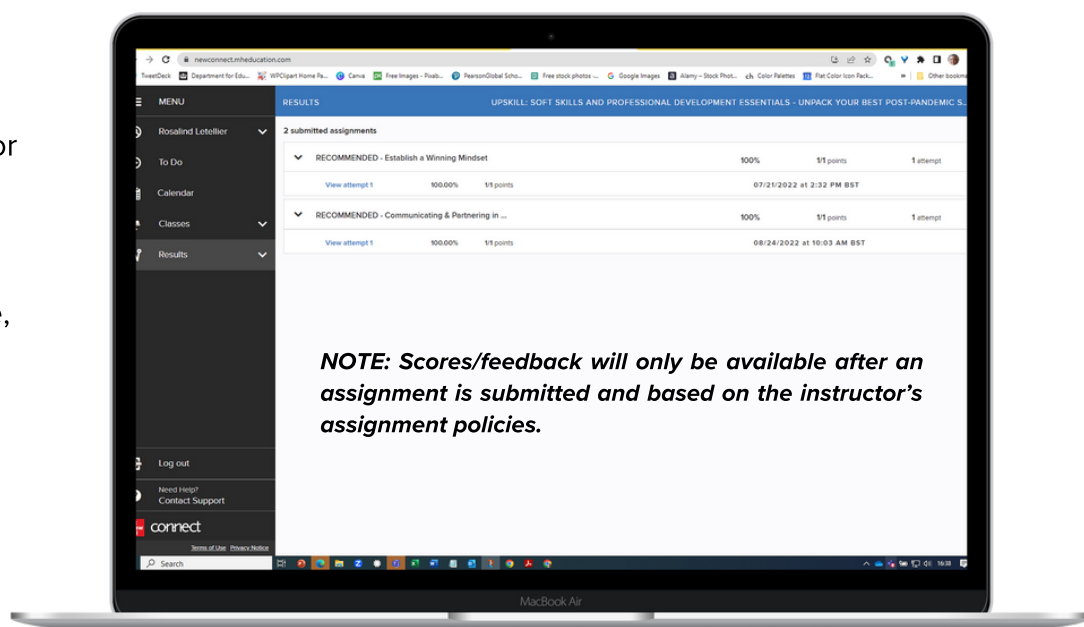 or
e,
newconnect.mheducation.com
TweetDeck Department for Edu... WPClipart Home Pa... Canva Free Images - Pixab... PearsonGlobal Scho... Free stock photos -... Google Images Alamy – Stock Phot... Color Palettes Flat Color Icon Pack... » Other bookma
MENU
Rosalind Letellier
To Do
Calendar
Classes
Results
Log out
Need Help?
Contact Support
connect
Terms of Use Privacy Notice
RESULTS UPSKILL: SOFT SKILLS AND PROFESSIONAL DEVELOPMENT ESSENTIALS - UNPACK YOUR BEST POST-PANDEMIC S...
2 submitted assignments
RECOMMENDED - Establish a Winning Mindset 100% 1/1 points 1 attempt
View attempt 1 100.00% 1/1 points 07/21/2022 at 2:32 PM BST
RECOMMENDED - Communicating & Partnering in ... 100% 1/1 points 1 attempt
View attempt 1 100.00% 1/1 points 08/24/2022 at 10:03 AM BST
NOTE: Scores/feedback will only be available after an
assignment is submitted and based on the instructor’s
assignment policies.
Search 16:38
MacBook Air